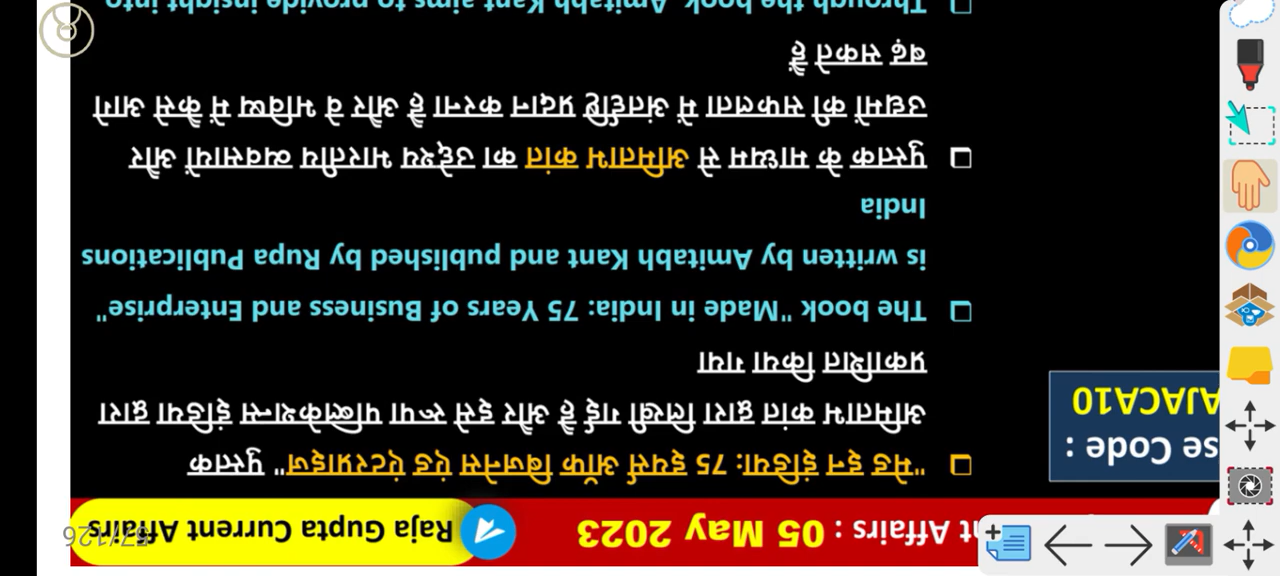 nt Affairs : 05 May 2023 Raja Gupta Current Affairs
57/126
se Code :
AJACA10
❑ "मेड इन इंडिया: 75 इयर्स ऑफ बिजनेस एंड एंटरप्राइज" पुस्तक
अमिताभ कांत द्वारा लिखी गई है और इसे रूपा पब्लिकेशन्स इंडिया द्वारा
प्रकाशित किया गया
❑ The book "Made in India: 75 Years of Business and Enterprise"
is written by Amitabh Kant and published by Rupa Publications
India
❑ पुस्तक के माध्यम से अमिताभ कांत का उद्देश्य भारतीय व्यवसायों और
उद्यमों की सफलता में अंतर्दृष्टि प्रदान करना है और वे भविष्य में कैसे आगे
बढ़ सकते हैं
❑ Through the book, Amitabh Kant aims to provide insight into